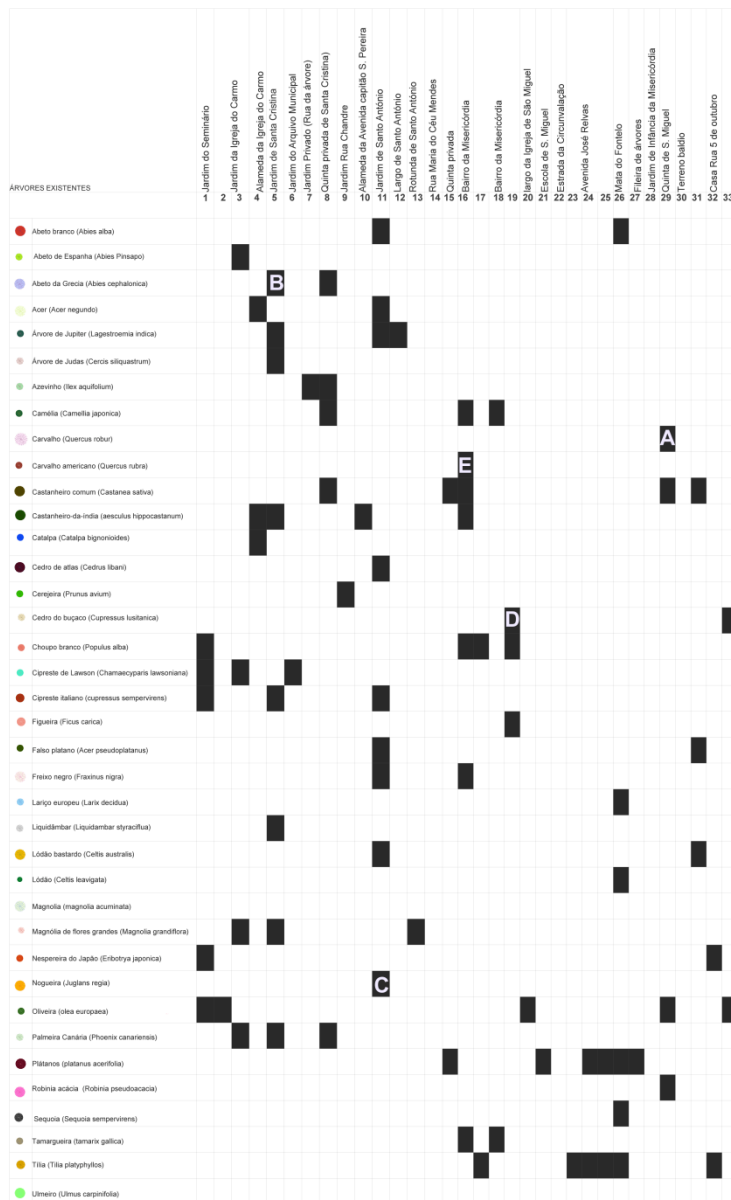 Jardim do Seminário
Jardim da Igreja do Carmo
Alameda da Igreja do Carmo
Jardim de Santa Cristina
Jardim do Arquivo Municipal
Jardim Privado (Rua da árvore)
Quinta privada de Santa Cristina)
Jardim Rua Chandre
Alameda da Avenida capitão S. Pereira
Jardim de Santo António
Largo de Santo António
Rotunda de Santo António
Rua Maria do Céu Mendes
Quinta privada
Bairro da Misericórdia
Bairro da Misericórdia
largo da Igreja de São Miguel
Escola de S. Miguel
Estrada da Circunvalação
Avenida José Relvas
Mata do Fontelo
Fileira de árvores
Jardim de Infância da Misericórdia
Quinta de S. Miguel
Terreno baldio
Casa Rua 5 de outubro
ÁRVORES EXISTENTES
1 2 3 4 5 6 7 8 9 10 11 12 13 14 15 16 17 18 19 20 21 22 23 24 25 26 27 28 29 30 31 32 33
Abeto branco (Abies alba)
Abeto de Espanha (Abies Pinsapo)
Abeto da Grecia (Abies cephalonica) B
Acer (Acer negundo)
Árvore de Jupiter (Lagestroemia indica)
Árvore de Judas (Cercis siliquastrum)
Azevinho (Ilex aquifolium)
Camélia (Camellia japonica)
Carvalho (Quercus robur) A
Carvalho americano (Quercus rubra) E
Castanheiro comum (Castanea sativa)
Castanheiro-da-índia (aesculus hippocastanum)
Catalpa (Catalpa bignonioides)
Cedro de atlas (Cedrus libani)
Cerejeira (Prunus avium)
Cedro do buçaco (Cupressus lusitanica) D
Choupo branco (Populus alba)
Cipreste de Lawson (Chamaecyparis lawsoniana)
Cipreste italiano (cupressus sempervirens)
Figueira (Ficus carica)
Falso platano (Acer pseudoplatanus)
Freixo negro (Fraxinus nigra)
Lariço europeu (Larix decidua)
Liquidâmbar (Liquidambar styraciflua)
Lódão bastardo (Celtis australis)
Lódão (Celtis leavigata)
Magnolia (magnolia acuminata)
Magnólia de flores grandes (Magnolia grandiflora)
Nespereira do Japão (Eribotrya japonica)
Nogueira (Juglans regia) C
Oliveira (olea europaea)
Palmeira Canária (Phoenix canariensis)
Plátanos (platanus acerifolia)
Robinia acácia (Robinia pseudoacacia)
Sequoia (Sequoia sempervirens)
Tamargueira (tamarix gallica)
Tília (Tilia platyphyllos)
Ulmeiro (Ulmus carpinifolia)